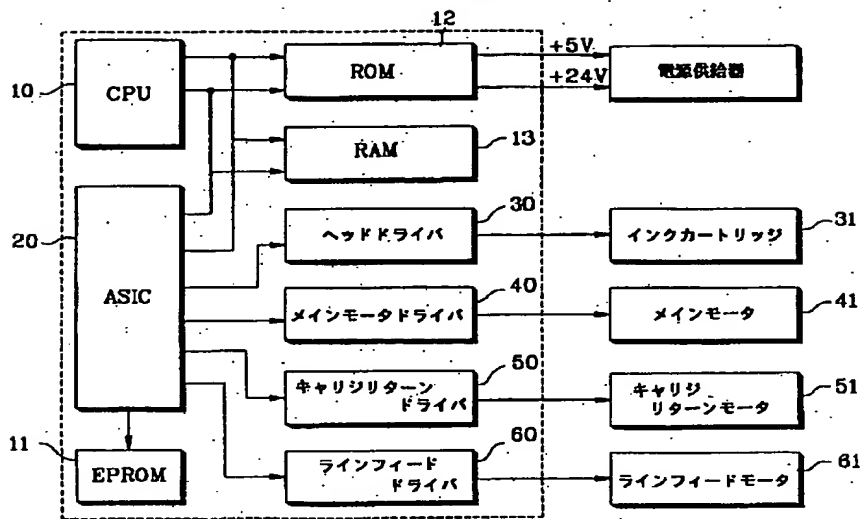 12
10
CPU
ROM
+5V
+24V
電源供給器
RAM
13
20
ASIC
ヘッドドライバ
30
インクカートリッジ
31
メインモータドライバ
40
メインモータ
41
キャリジリターン
ドライバ
50
キャリジ
リターンモータ
51
11
EPROM
ラインフィード
ドライバ
60
ラインフィードモータ
61